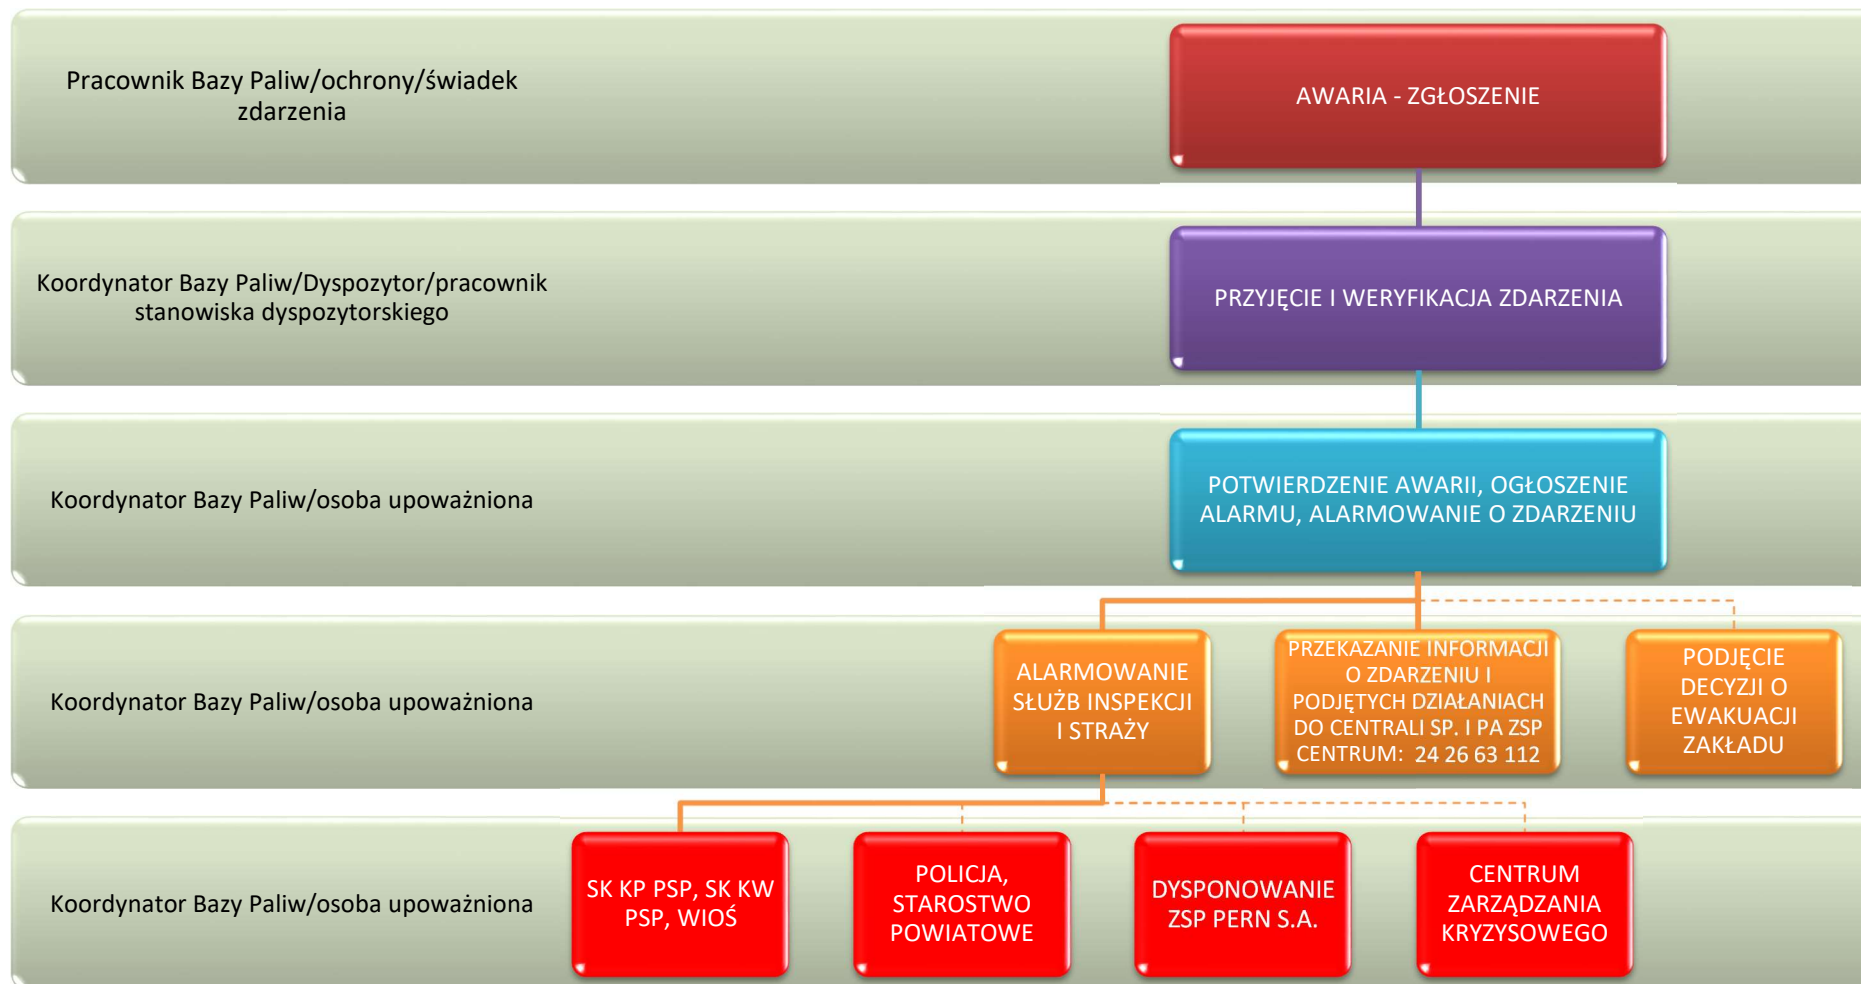 Pracownik Bazy Paliw/ochrony/świadek
zdarzenia
AWARIA - ZGŁOSZENIE
Koordynator Bazy Paliw/Dyspozytor/pracownik
stanowiska dyspozytorskiego
PRZYJĘCIE I WERYFIKACJA ZDARZENIA
Koordynator Bazy Paliw/osoba upoważniona
POTWIERDZENIE AWARII, OGŁOSZENIE
ALARMU, ALARMOWANIE O ZDARZENIU
Koordynator Bazy Paliw/osoba upoważniona
ALARMOWANIE
SŁUŻB INSPEKCJI
I STRAŻY
PRZEKAZANIE INFORMACJI
O ZDARZENIU I
PODJĘTYCH DZIAŁANIACH
DO CENTRALI SP. I PA ZSP
CENTRUM: 24 26 63 112
PODJĘCIE
DECYZJI O
EWAKUACJI
ZAKŁADU
Koordynator Bazy Paliw/osoba upoważniona
SK KP PSP, SK KW
PSP, WIOŚ
POLICJA,
STAROSTWO
POWIATOWE
DYSPONOWANIE
ZSP PERN S.A.
CENTRUM
ZARZĄDZANIA
KRYZYSOWEGO